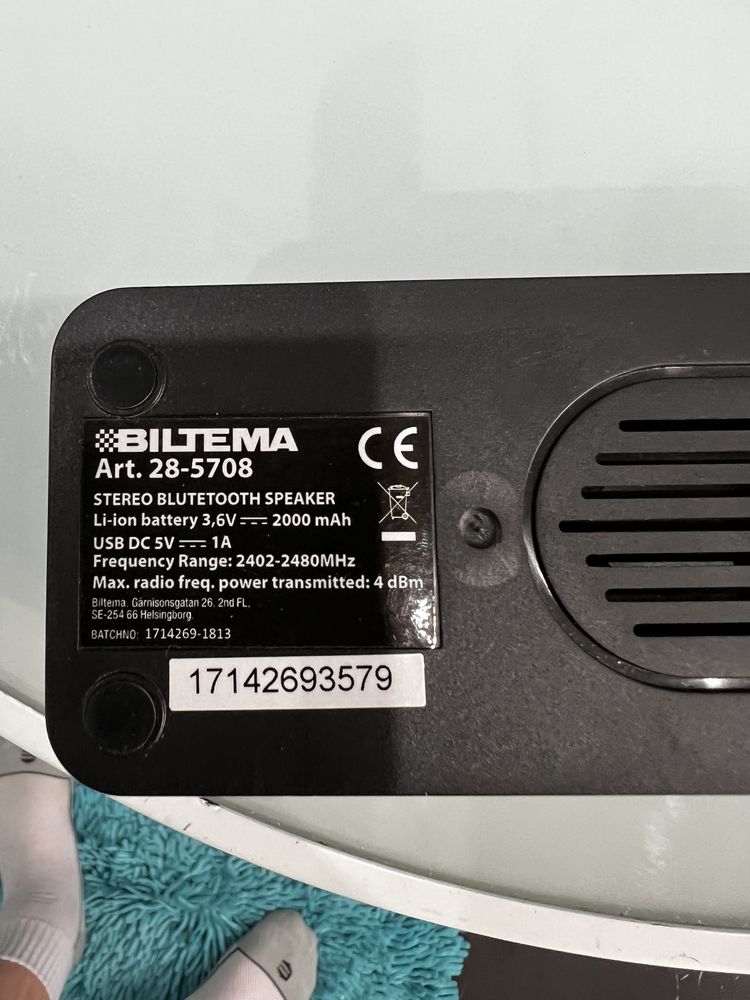 BILTEMA
Art. 28-5708
STEREO BLUTETOOTH SPEAKER
Li-ion battery 3,6V 2000 mAh
USB DC 5V 1A
Frequency Range: 2402-2480MHz
Max. radio freq. power transmitted: 4 dBm
Biltema. Garnisonsgatan 26. 2nd FL,
SE-254 66 Helsingborg.
BATCHNO: 1714269-1813
CE
17142693579